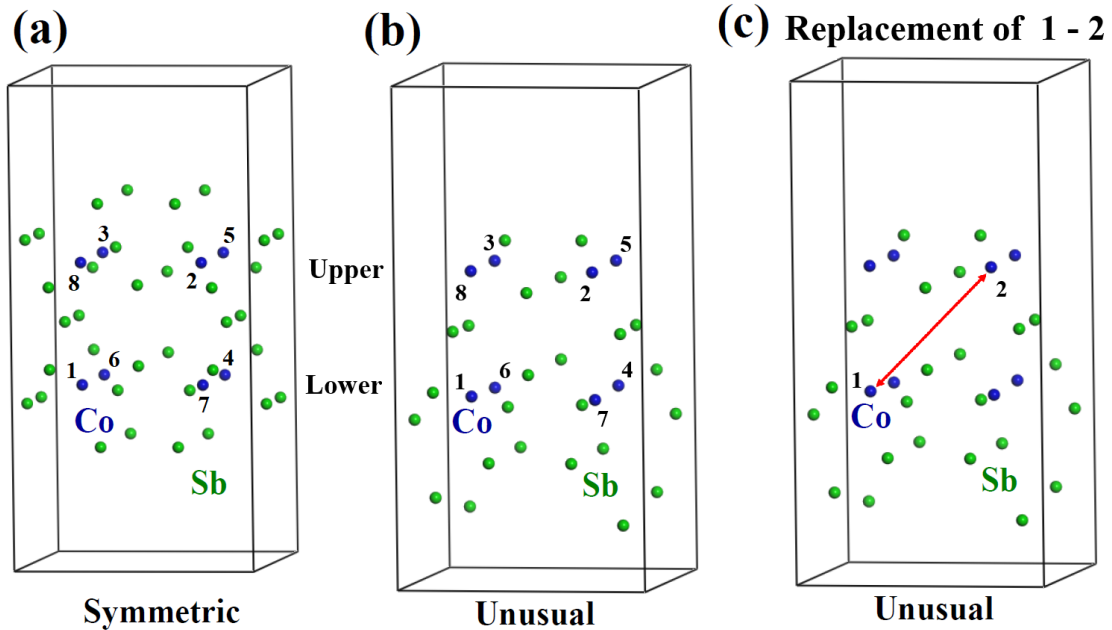 (a)
3
5
8
2
6
1
4
7
Co
Sb
Symmetric
Upper
Lower
(b)
3
5
8
2
6
4
1
7
Co
Sb
Unusual
(c) Replacement of 1 - 2
2
1
Co
Sb
Unusual